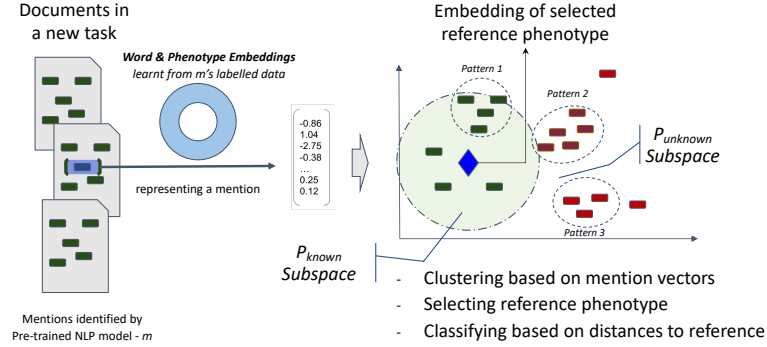 Documents in
a new task
Word & Phenotype Embeddings
learnt from m's labelled data
-0.86
1.04
-2.75
-0.38
...
0.25
0.12
representing a mention
Mentions identified by
Pre-trained NLP model - m
Embedding of selected
reference phenotype
Pattern 1
Pattern 2
Punknown
Subspace
Pattern 3
Pknown
Subspace
- Clustering based on mention vectors
- Selecting reference phenotype
- Classifying based on distances to reference